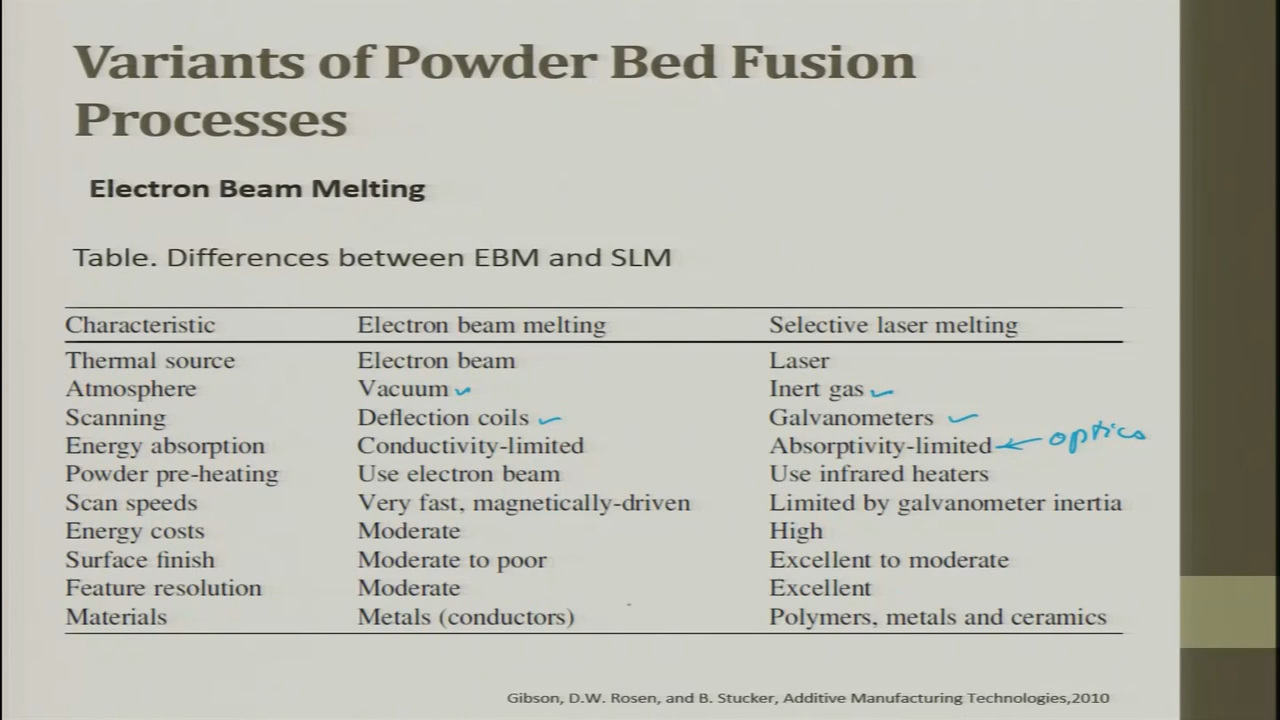 Variants of Powder Bed Fusion
Processes
Electron Beam Melting
Table. Differences between EBM and SLM
Characteristic Electron beam melting Selective laser melting
Thermal source Electron beam Laser
Atmosphere Vacuum Inert gas
Scanning Deflection coils Galvanometers
Energy absorption Conductivity-limited Absorptivity-limited optics
Powder pre-heating Use electron beam Use infrared heaters
Scan speeds Very fast, magnetically-driven Limited by galvanometer inertia
Energy costs Moderate High
Surface finish Moderate to poor Excellent to moderate
Feature resolution Moderate Excellent
Materials Metals (conductors) Polymers, metals and ceramics
Gibson, D.W. Rosen, and B. Stucker, Additive Manufacturing Technologies,2010